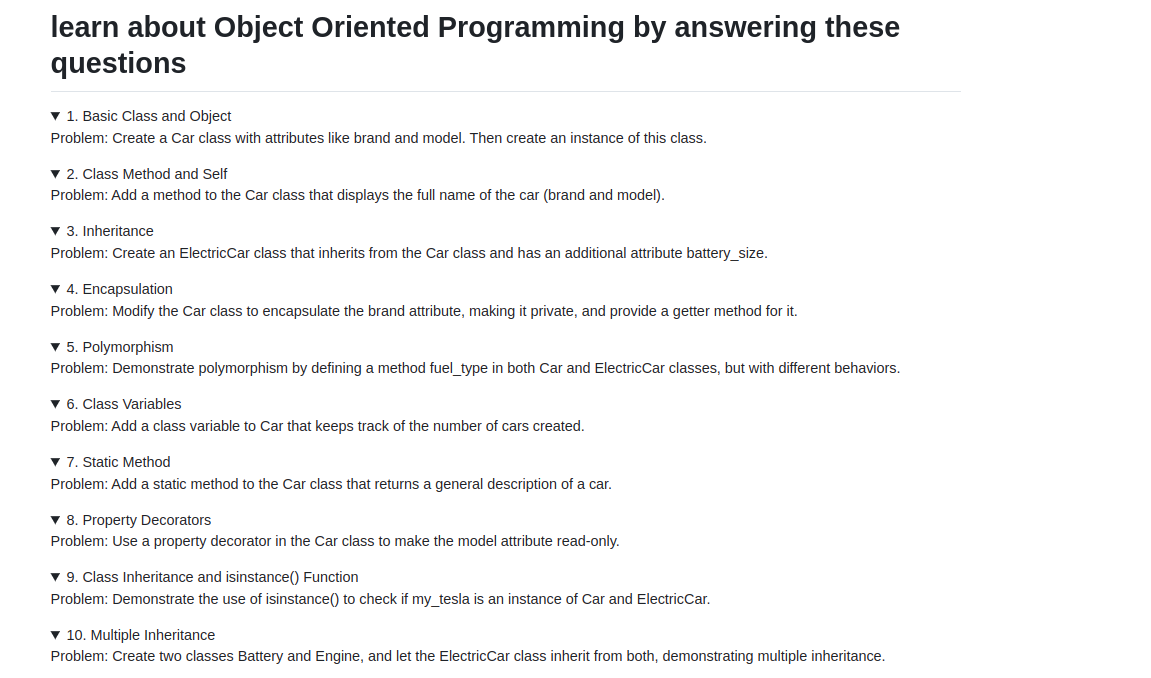 learn about Object Oriented Programming by answering these
questions
▼ 1. Basic Class and Object
Problem: Create a Car class with attributes like brand and model. Then create an instance of this class.
▼ 2. Class Method and Self
Problem: Add a method to the Car class that displays the full name of the car (brand and model).
▼ 3. Inheritance
Problem: Create an ElectricCar class that inherits from the Car class and has an additional attribute battery_size.
▼ 4. Encapsulation
Problem: Modify the Car class to encapsulate the brand attribute, making it private, and provide a getter method for it.
▼ 5. Polymorphism
Problem: Demonstrate polymorphism by defining a method fuel_type in both Car and ElectricCar classes, but with different behaviors.
▼ 6. Class Variables
Problem: Add a class variable to Car that keeps track of the number of cars created.
▼ 7. Static Method
Problem: Add a static method to the Car class that returns a general description of a car.
▼ 8. Property Decorators
Problem: Use a property decorator in the Car class to make the model attribute read-only.
▼ 9. Class Inheritance and isinstance() Function
Problem: Demonstrate the use of isinstance() to check if my_tesla is an instance of Car and ElectricCar.
▼ 10. Multiple Inheritance
Problem: Create two classes Battery and Engine, and let the ElectricCar class inherit from both, demonstrating multiple inheritance.